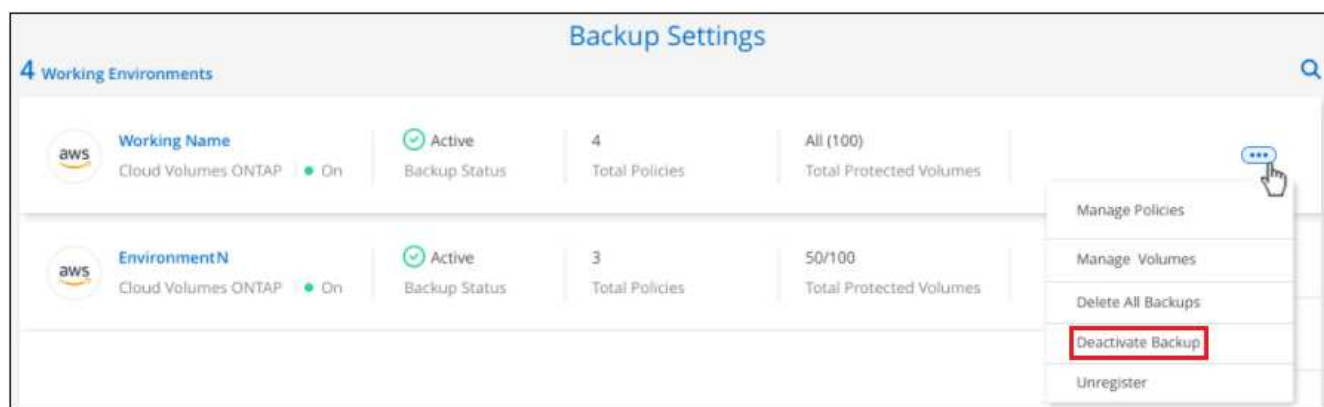 Backup Settings
4 Working Environments
aws
Working Name
Cloud Volumes ONTAP On
Active
Backup Status
4
Total Policies
All (100)
Total Protected Volumes
Manage Policies
Manage Volumes
Delete All Backups
Deactivate Backup
Unregister
aws
EnvironmentN
Cloud Volumes ONTAP On
Active
Backup Status
3
Total Policies
50/100
Total Protected Volumes